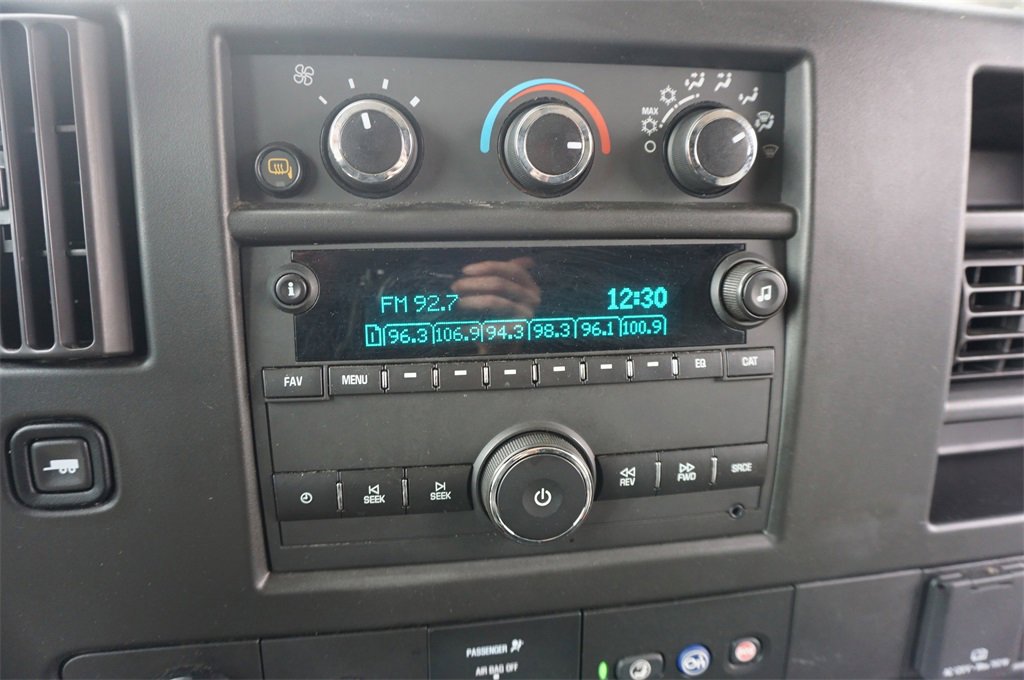 MAX
i
FM 92.7 12:30
1 96.3 106.9 94.3 98.3 96.1 100.9
FAV MENU EQ CAT
SEEK SEEK REV FWD SRCE
PASSENGER
AIR BAG OFF